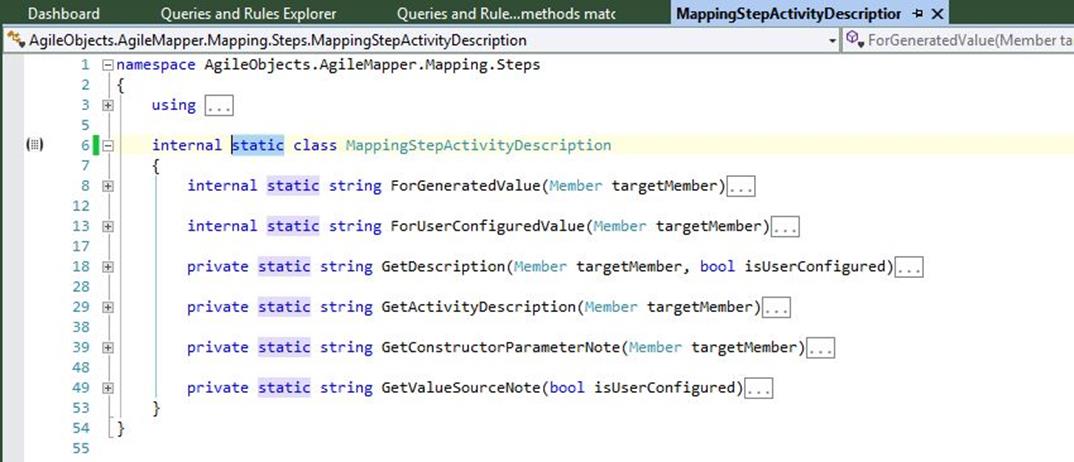 Dashboard Queries and Rules Explorer Queries and Rule...methods matc MappingStepActivityDescription
AgileObjects.AgileMapper.Mapping.Steps.MappingStepActivityDescription ForGeneratedValue(Member ta
1 namespace AgileObjects.AgileMapper.Mapping.Steps
2 {
3 using ...
5
6 internal static class MappingStepActivityDescription
7 {
8 internal static string ForGeneratedValue(Member targetMember)...
12
13 internal static string ForUserConfiguredValue(Member targetMember)...
17
18 private static string GetDescription(Member targetMember, bool isUserConfigured)...
28
29 private static string GetActivityDescription(Member targetMember)...
38
39 private static string GetConstructorParameterNote(Member targetMember)...
48
49 private static string GetValueSourceNote(bool isUserConfigured)...
53 }
54 }
55